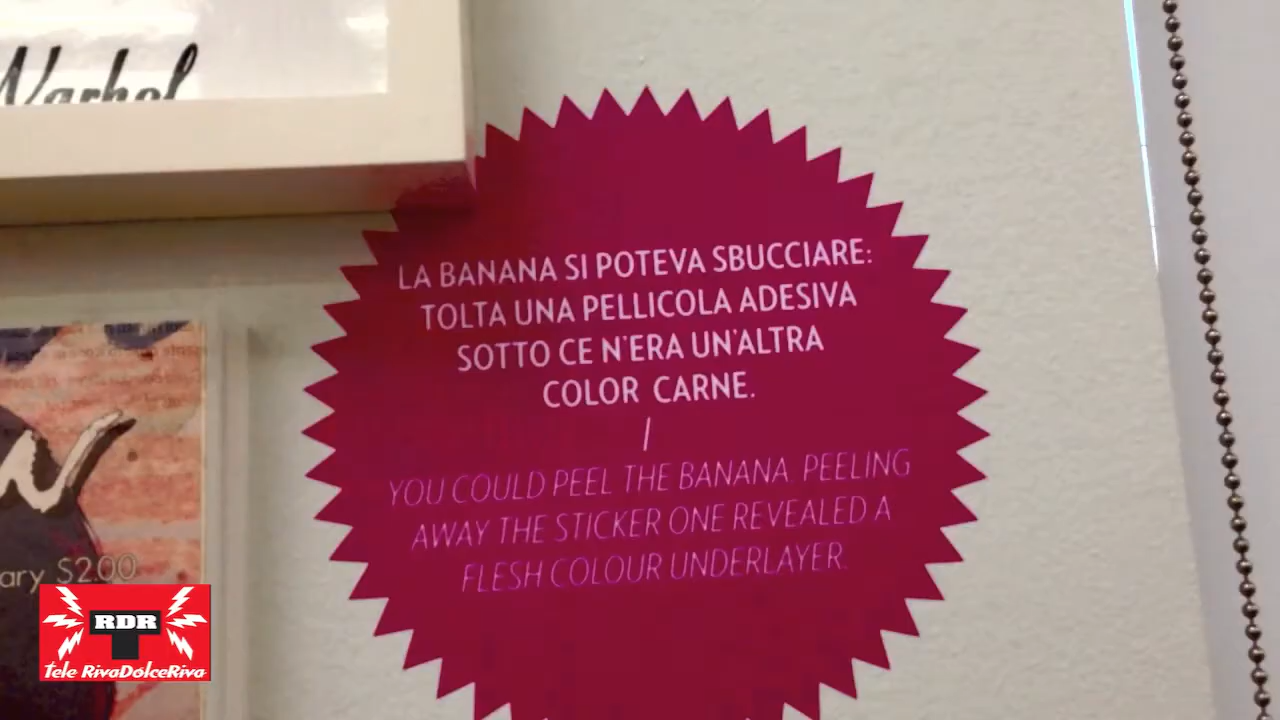 Warhol
LA BANANA SI POTEVA SBUCCIARE:
TOLTA UNA PELLICOLA ADESIVA
SOTTO CE N'ERA UN'ALTRA
COLOR CARNE.
/
YOU COULD PEEL THE BANANA. PEELING
AWAY THE STICKER ONE REVEALED A
FLESH COLOUR UNDERLAYER.
ary $2.00
RDR
Tele RivaDolceRiva